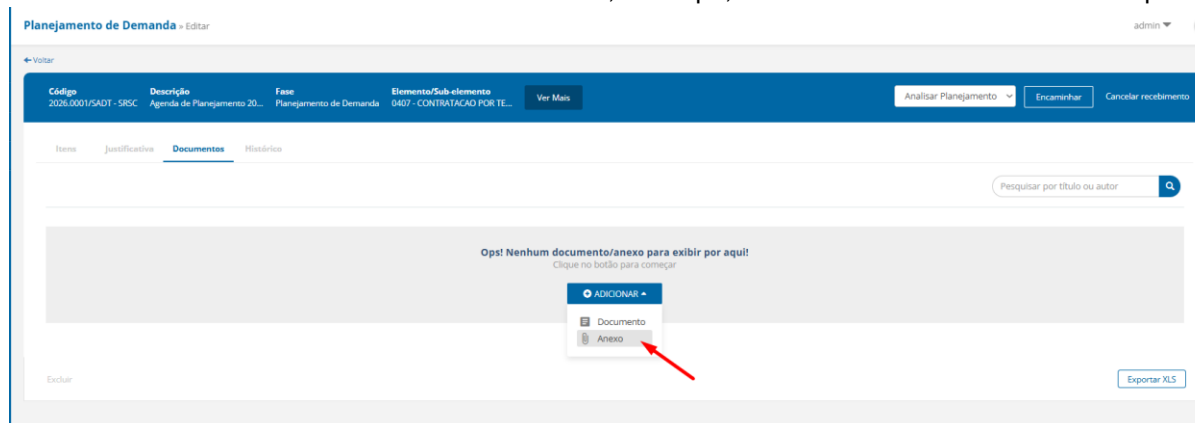 Planejamento de Demanda » Editar
admin
Voltar
Código
2026.0001/SADT - SRSC
Descrição
Agenda de Planejamento 20...
Fase
Planejamento de Demanda
Elemento/Sub-elemento
0407 - CONTRATACAO POR TE...
Ver Mais
Analisar Planejamento
Encaminhar
Cancelar recebimento
Itens Justificativa Documentos Histórico
Pesquisar por título ou autor
Ops! Nenhum documento/anexo para exibir por aqui!
Clique no botão para começar
ADICIONAR
Documento
Anexo
Excluir
Exportar XLS